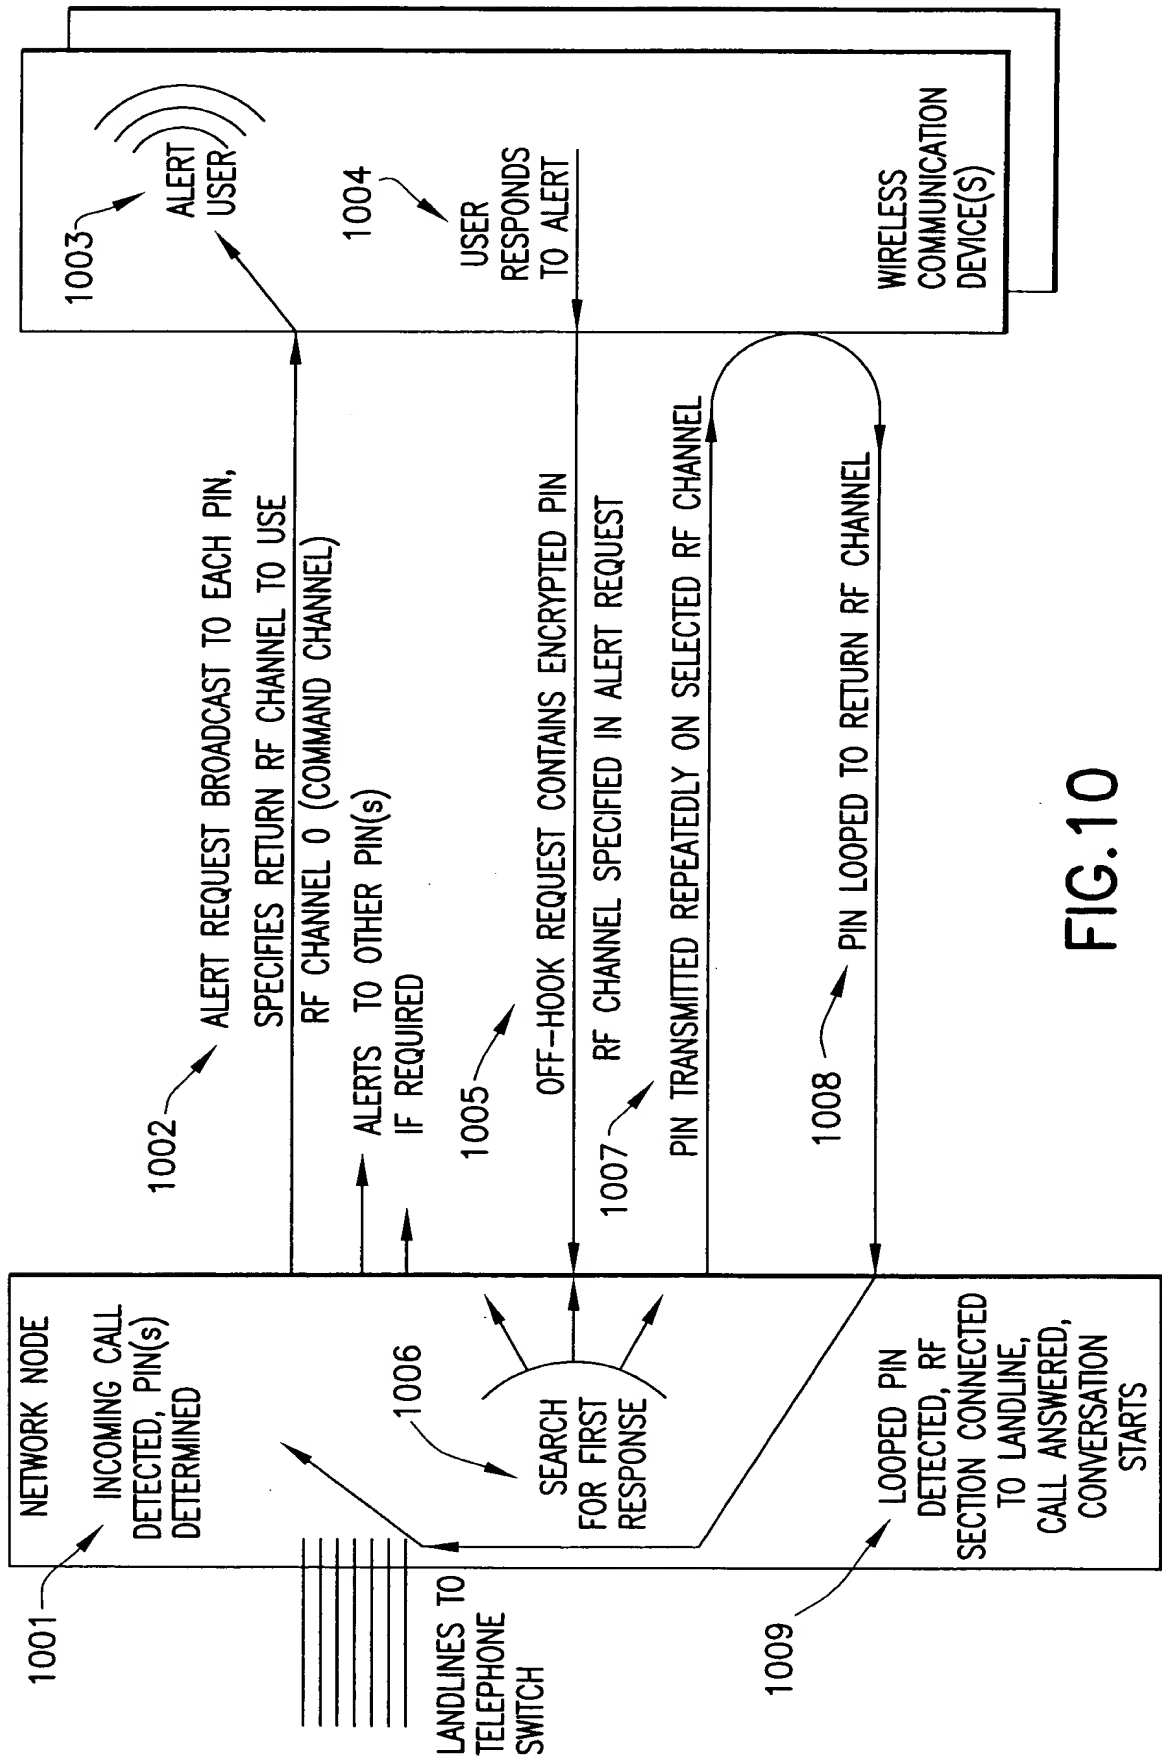 NETWORK NODE
1001
INCOMING CALL
DETECTED, PIN(s)
DETERMINED
LANDLINES TO
TELEPHONE
SWITCH
1006
SEARCH
FOR FIRST
RESPONSE
1009
LOOPED PIN
DETECTED, RF
SECTION CONNECTED
TO LANDLINE,
CALL ANSWERED,
CONVERSATION
STARTS
1002
ALERT REQUEST BROADCAST TO EACH PIN,
SPECIFIES RETURN RF CHANNEL TO USE
RF CHANNEL 0 (COMMAND CHANNEL)
ALERTS TO OTHER PIN(s)
IF REQUIRED
1005
OFF-HOOK REQUEST CONTAINS ENCRYPTED PIN
RF CHANNEL SPECIFIED IN ALERT REQUEST
1007
PIN TRANSMITTED REPEATEDLY ON SELECTED RF CHANNEL
1008
PIN LOOPED TO RETURN RF CHANNEL
1003
ALERT
USER
1004
USER
RESPONDS
TO ALERT
WIRELESS
COMMUNICATION
DEVICE(S)
FIG.10